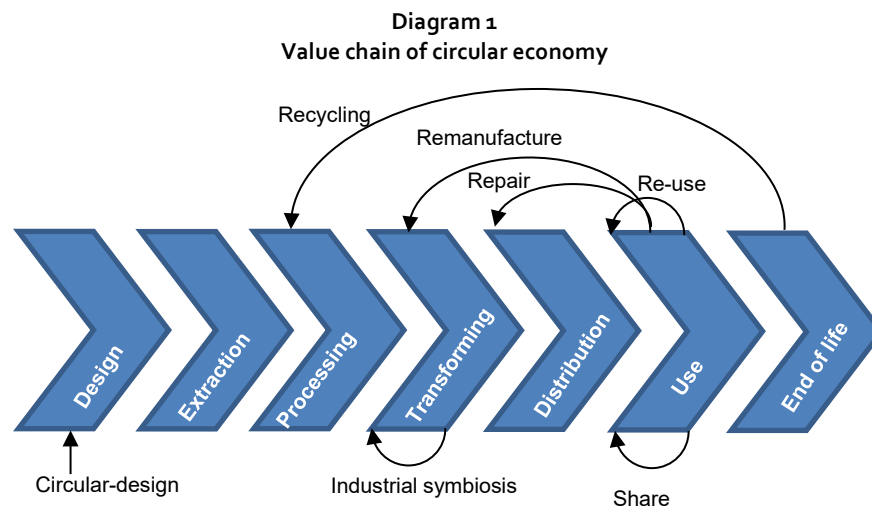 Diagram 1
Value chain of circular economy
Recycling
Remanufacture
Repair
Re-use
Design
Extraction
Processing
Transforming
Distribution
Use
End of life
Circular-design
Industrial symbiosis
Share